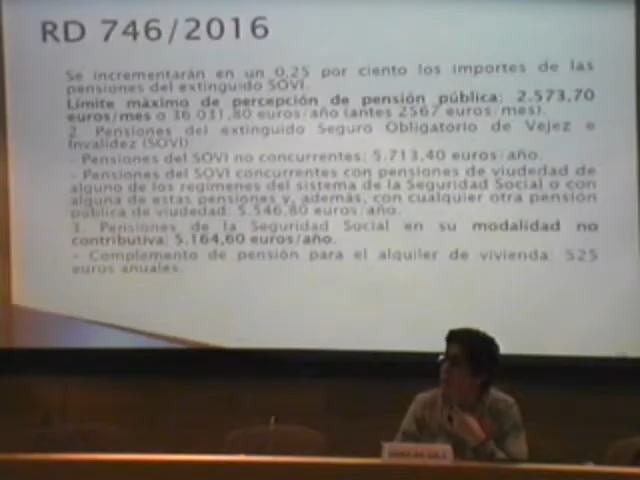 RD 746/2016
Se incrementarán en un 0,25 por ciento los importes de las
pensiones del extinguido SOVI.
Límite máximo de percepción de pensión pública: 2.573,70
euros/mes o 36.031,80 euros/año (antes 2567 euros/mes).
2. Pensiones del extinguido Seguro Obligatorio de Vejez e
Invalidez (SOVI)
- Pensiones del SOVI no concurrentes: 5.713,40 euros/año.
- Pensiones del SOVI concurrentes con pensiones de viudedad de
alguno de los regímenes del sistema de la Seguridad Social o con
alguna de estas pensiones y, además, con cualquier otra pensión
pública de viudedad: 5.546,80 euros/año.
3. Pensiones de la Seguridad Social en su modalidad no
contributiva: 5.164,60 euros/año.
- Complemento de pensión para el alquiler de vivienda: 525
euros anuales.